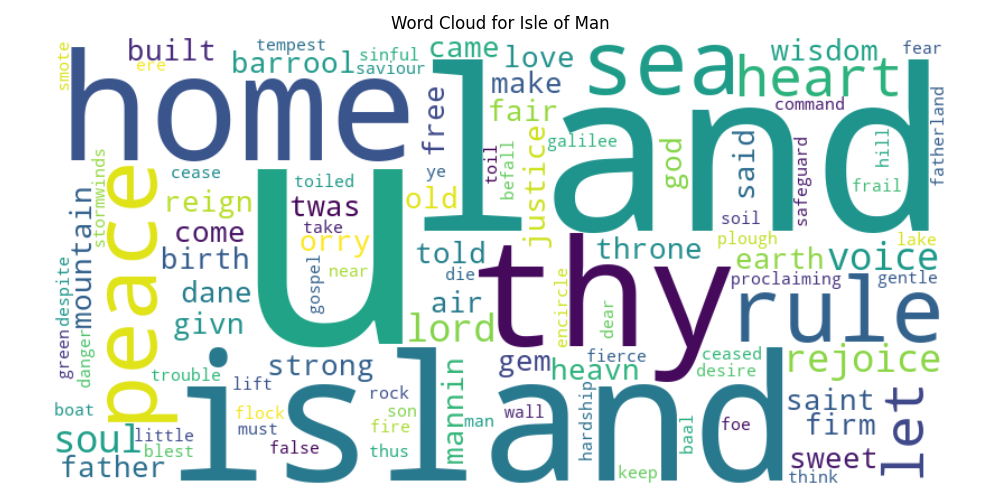 Word Cloud for Isle of Man
smote
built
ere
tempest
barrool
sinful
saviour
came
love
make
sea
heart
wisdom
fear
command
home
land
free
fair
galilee
justice
god
said
safeguard
hill
frail
fatherland
ye
toil
befall
old
cease
stormwinds
peace
reign
toiled
twas
take
orry
u
come
birth
told
die
thy
throne
soil
plough
earth
voice
lake
mountain
despite
dane
gospel
near
air
encircle
dear
proclaiming
gentle
rule
givn
lord
green
danger
strong
gem
heavn
fierce
ceased
desire
rejoice
trouble
lift
island
rock
mannin
man
wall
hardship
baal
foe
saint
firm
let
boat
soul
little
blest
flock
must
son
fire
false
thus
father
keep
sweet
think